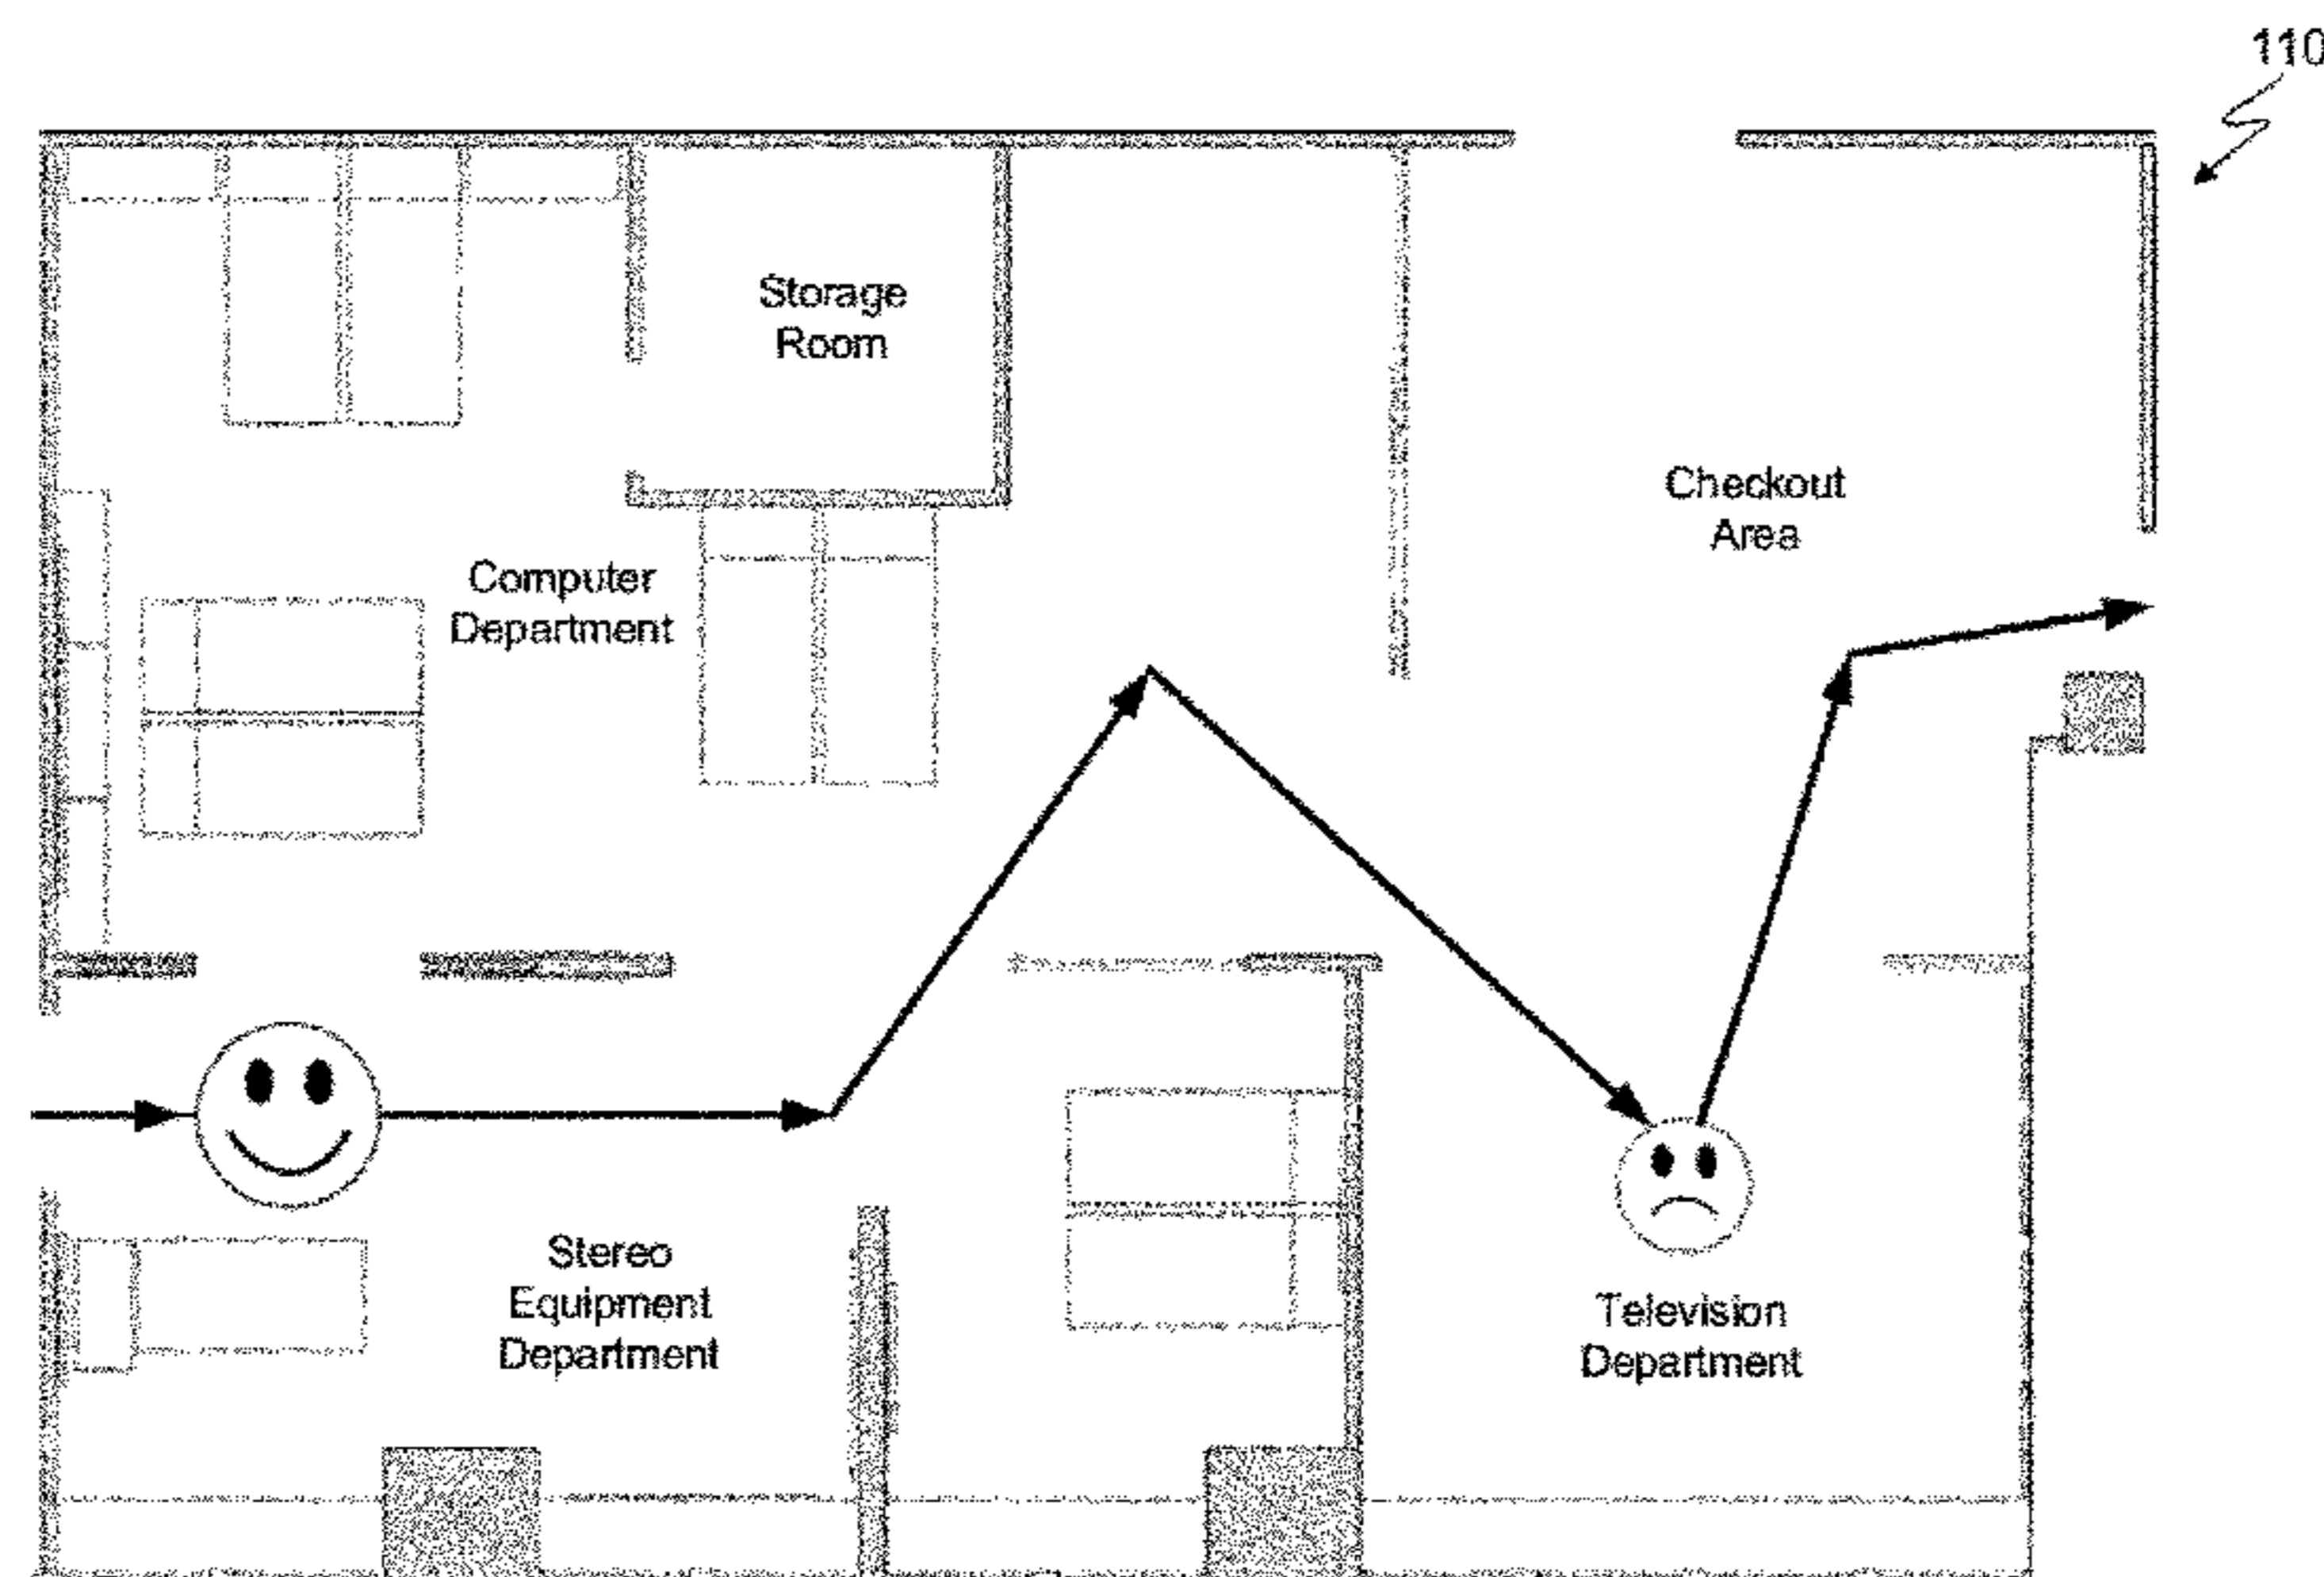 110
Storage
Room
Checkout
Area
Computer
Department
Stereo
Equipment
Department
Television
Department